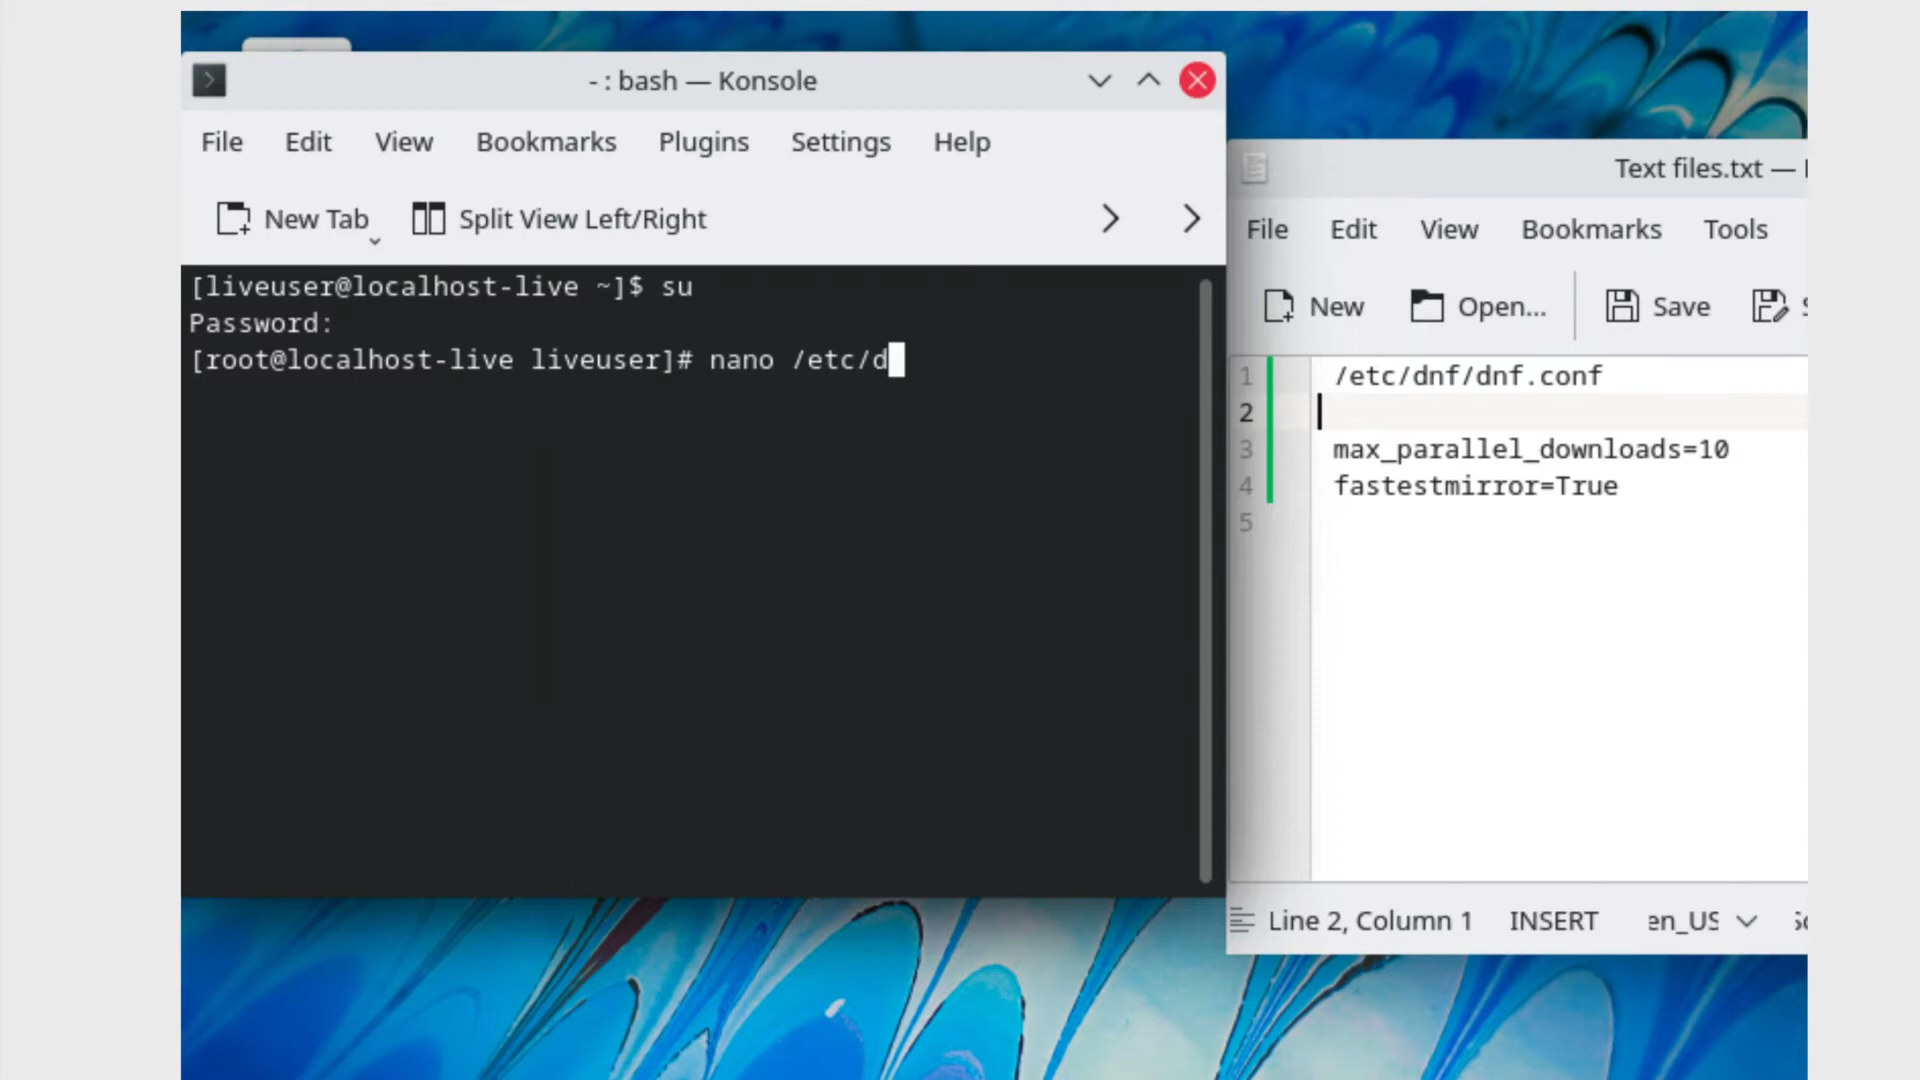 - : bash — Konsole
File Edit View Bookmarks Plugins Settings Help
New Tab Split View Left/Right
[liveuser@localhost-live ~]$ su
Password:
[root@localhost-live liveuser]# nano /etc/d
Text files.txt —
File Edit View Bookmarks Tools
New Open... Save
1 /etc/dnf/dnf.conf
2
3 max_parallel_downloads=10
4 fastestmirror=True
5
Line 2, Column 1 INSERT en_US